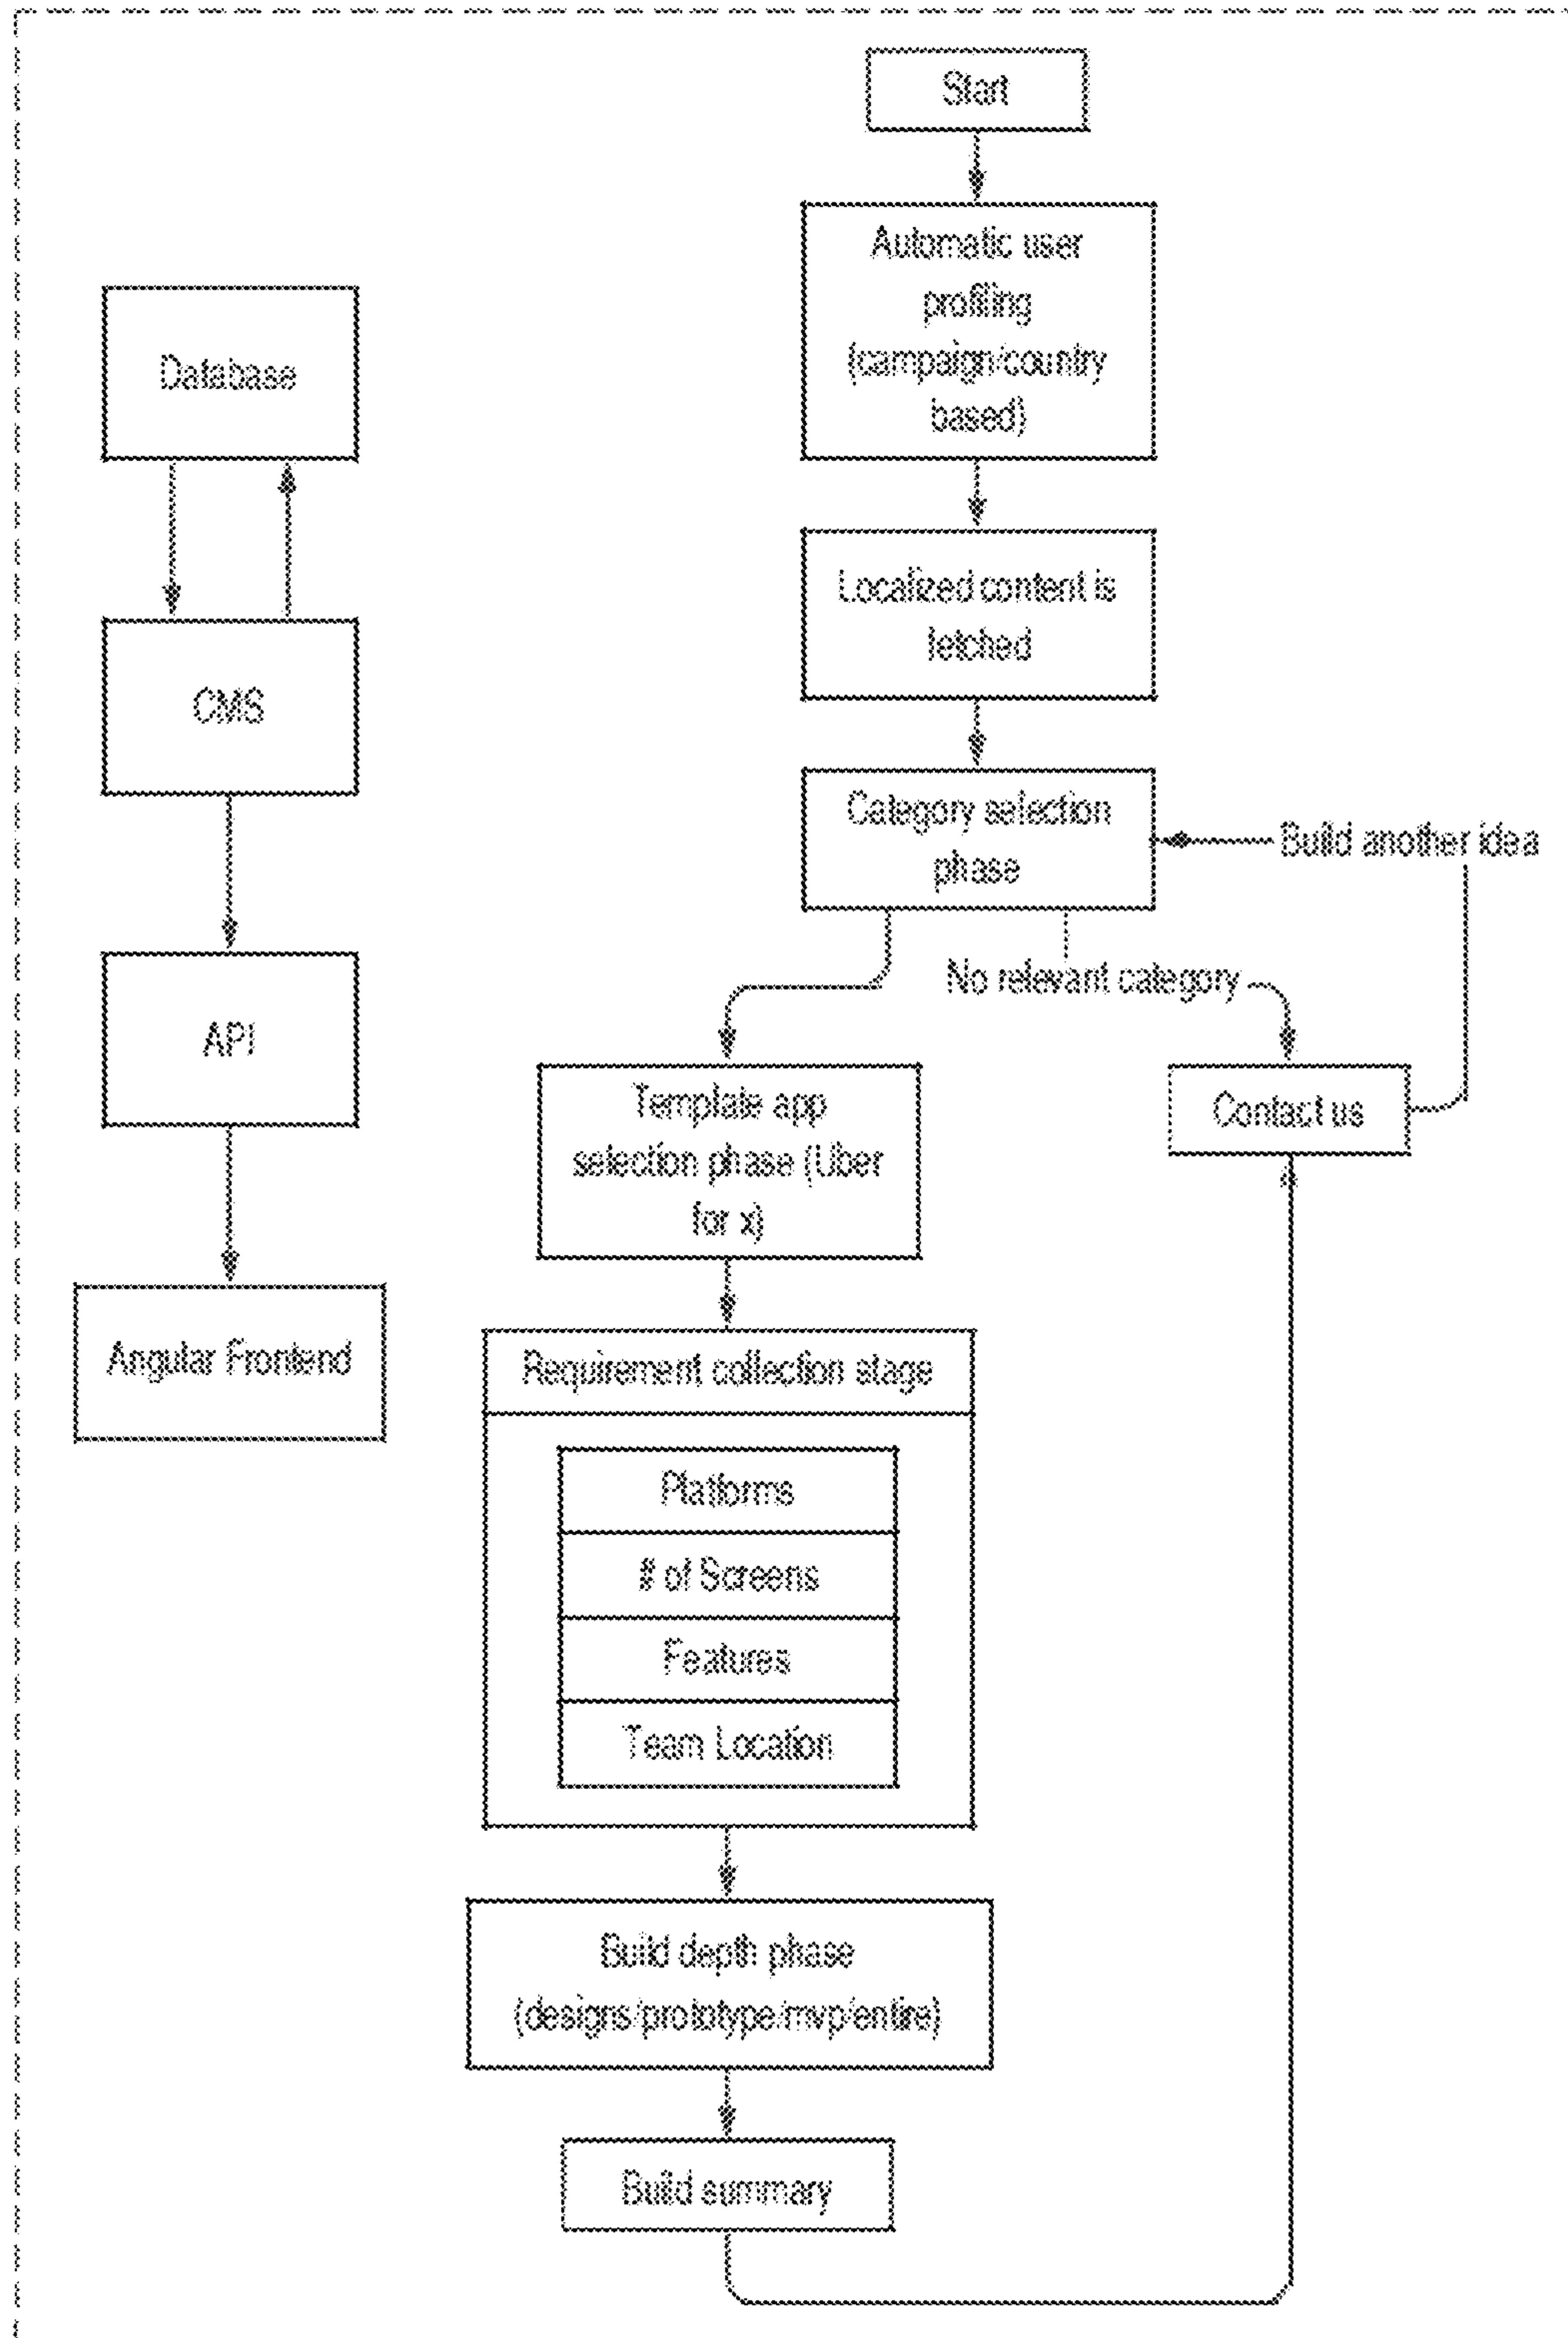 Start
Automatic user
profiling
(campaign/country
based)
Database
Localized content is
fetched
CMS
Category selection
phase
Build another idea
No relevant category
API
Template app
selection phase (Uber
for x)
Contact us
Angular Frontend
Requirement collection stage
Platforms
# of Screens
Features
Team Location
Build depth phase
(designs/prototype/mvp/entire)
Build summary